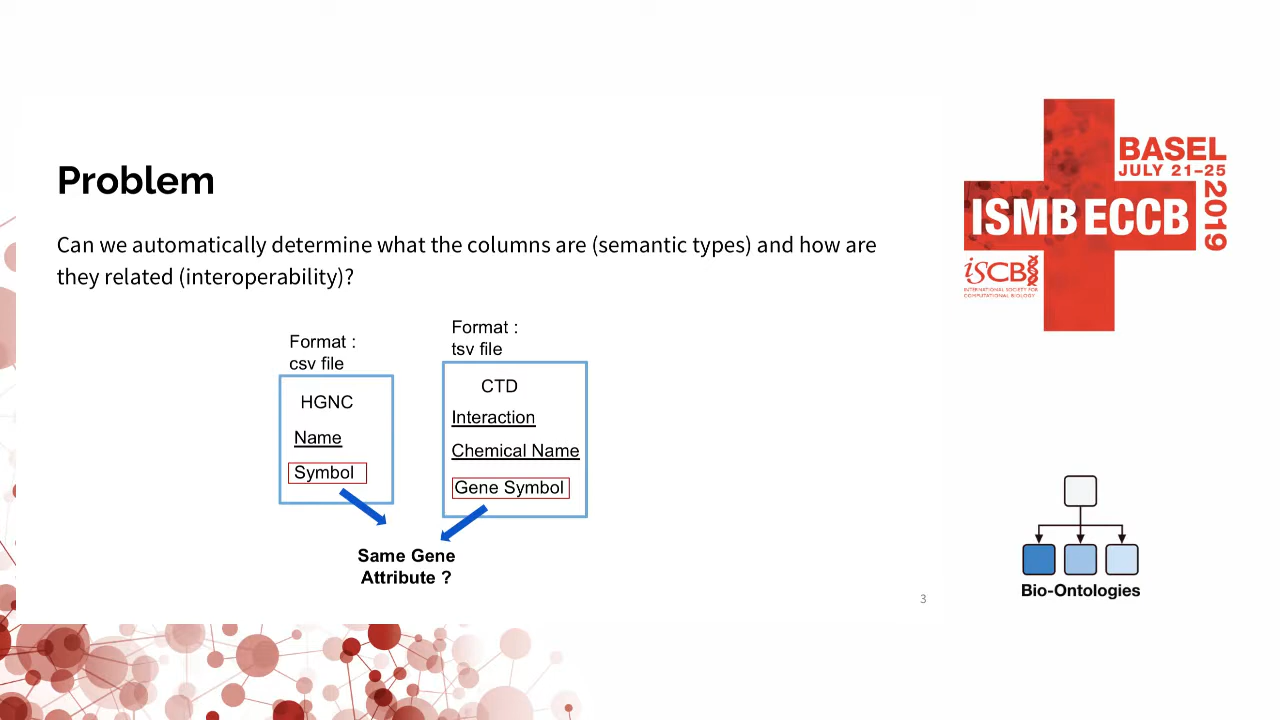 Problem
Can we automatically determine what the columns are (semantic types) and how are
they related (interoperability)?
Format :
csv file
HGNC
Name
Symbol
Format :
tsv file
CTD
Interaction
Chemical Name
Gene Symbol
Same Gene
Attribute ?
3
BASEL
JULY 21–25
2019
ISMB ECCB
iSCB
INTERNATIONAL SOCIETY FOR
COMPUTATIONAL BIOLOGY
Bio-Ontologies